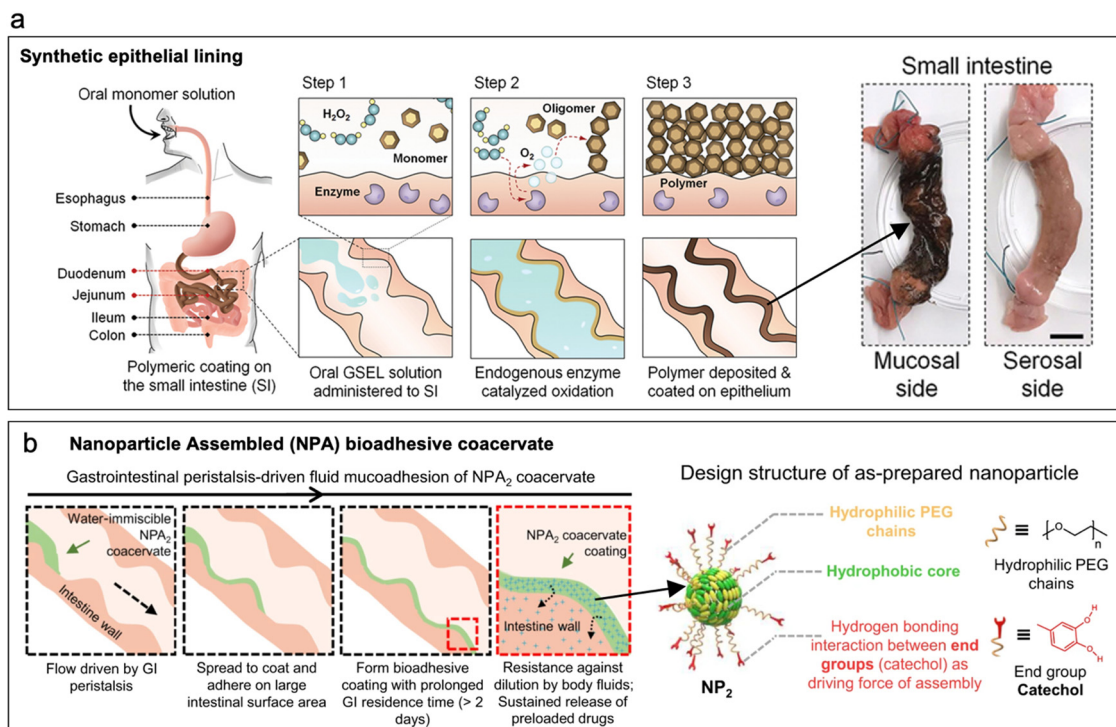 a
Synthetic epithelial lining
Oral monomer solution
Esophagus
Stomach
Duodenum
Jejunum
Ileum
Colon
Polymeric coating on
the small intestine (SI)
Step 1
H₂O₂
Monomer
Enzyme
Oral GSEL solution
administered to SI
Step 2
Oligomer
O₂
Endogenous enzyme
catalyzed oxidation
Step 3
Polymer
Polymer deposited &
coated on epithelium
Small intestine
Mucosal
side
Serosal
side
b
Nanoparticle Assembled (NPA) bioadhesive coacervate
Gastrointestinal peristalsis-driven fluid mucoadhesion of NPA₂ coacervate
Water-immiscible
NPA₂
coacervate
Intestine wall
Flow driven by GI
peristalsis
Spread to coat and
adhere on large
intestinal surface area
Form bioadhesive
coating with prolonged
GI residence time (> 2
days)
NPA₂ coacervate
coating
Intestine wall
Resistance against
dilution by body fluids;
Sustained release of
preloaded drugs
Design structure of as-prepared nanoparticle
NP₂
Hydrophilic PEG
chains
Hydrophobic core
Hydrogen bonding
interaction between end
groups (catechol) as
driving force of assembly
≡
O
n
Hydrophilic PEG
chains
≡
O
H
O
H
End group
Catechol